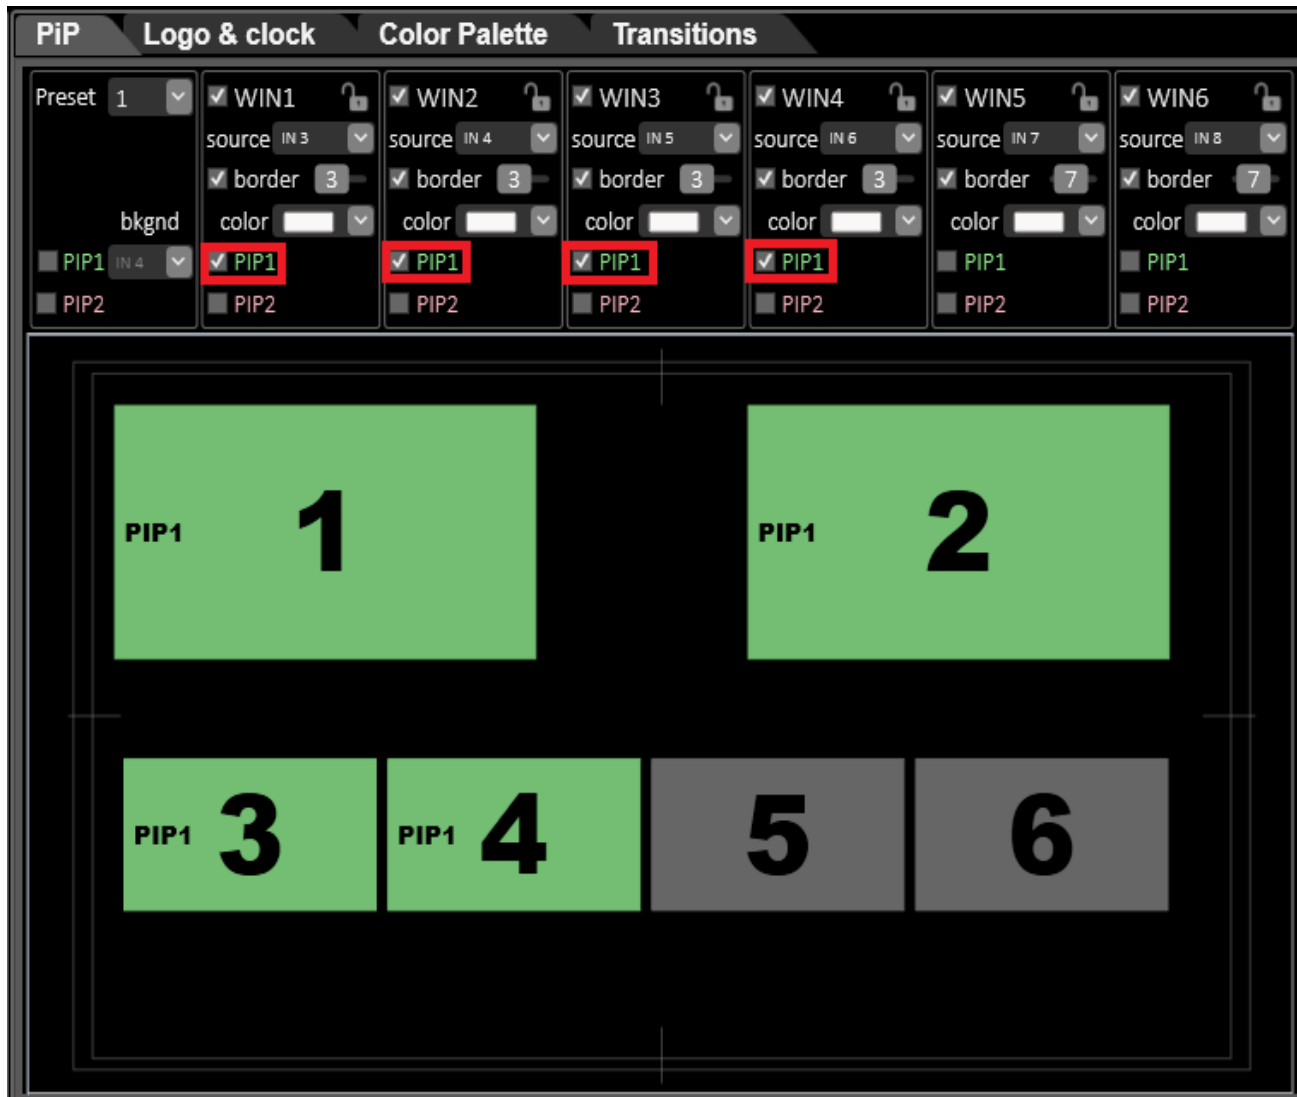 PiP Logo & clock Color Palette Transitions
Preset 1 WIN1 WIN2 WIN3 WIN4 WIN5 WIN6
source IN 3 source IN 4 source IN 5 source IN 6 source IN 7 source IN 8
border 3 border 3 border 3 border 3 border 7 border 7
bkgnd color color color color color color
PIP1 IN 4 PIP1 PIP1 PIP1 PIP1 PIP1 PIP1
PIP2 PIP2 PIP2 PIP2 PIP2 PIP2 PIP2
PIP1 1 PIP1 2
PIP1 3 PIP1 4 5 6